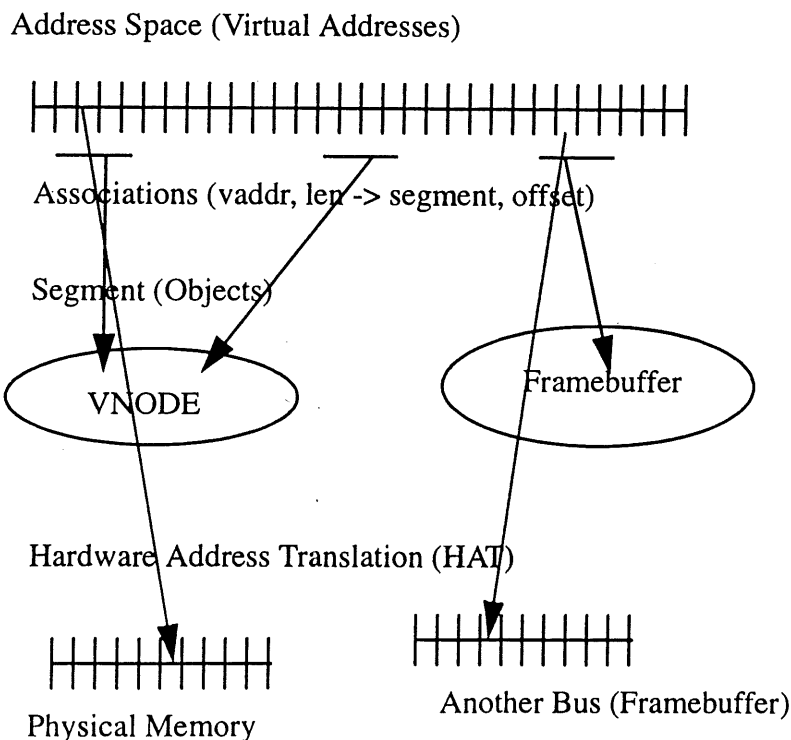 Address Space (Virtual Addresses)
Associations (vaddr, len -> segment, offset)
Segment (Objects)
VNODE
Framebuffer
Hardware Address Translation (HAT)
Another Bus (Framebuffer)
Physical Memory